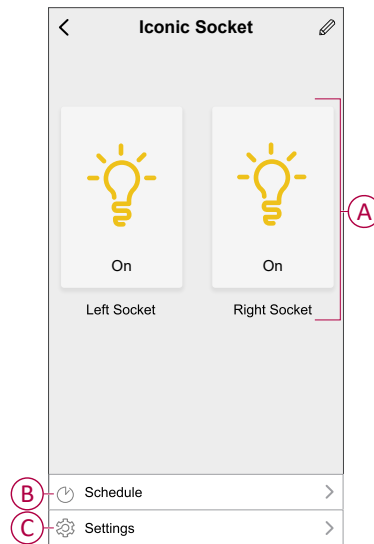 Iconic Socket
On On
Left Socket Right Socket
A
B Schedule
C Settings